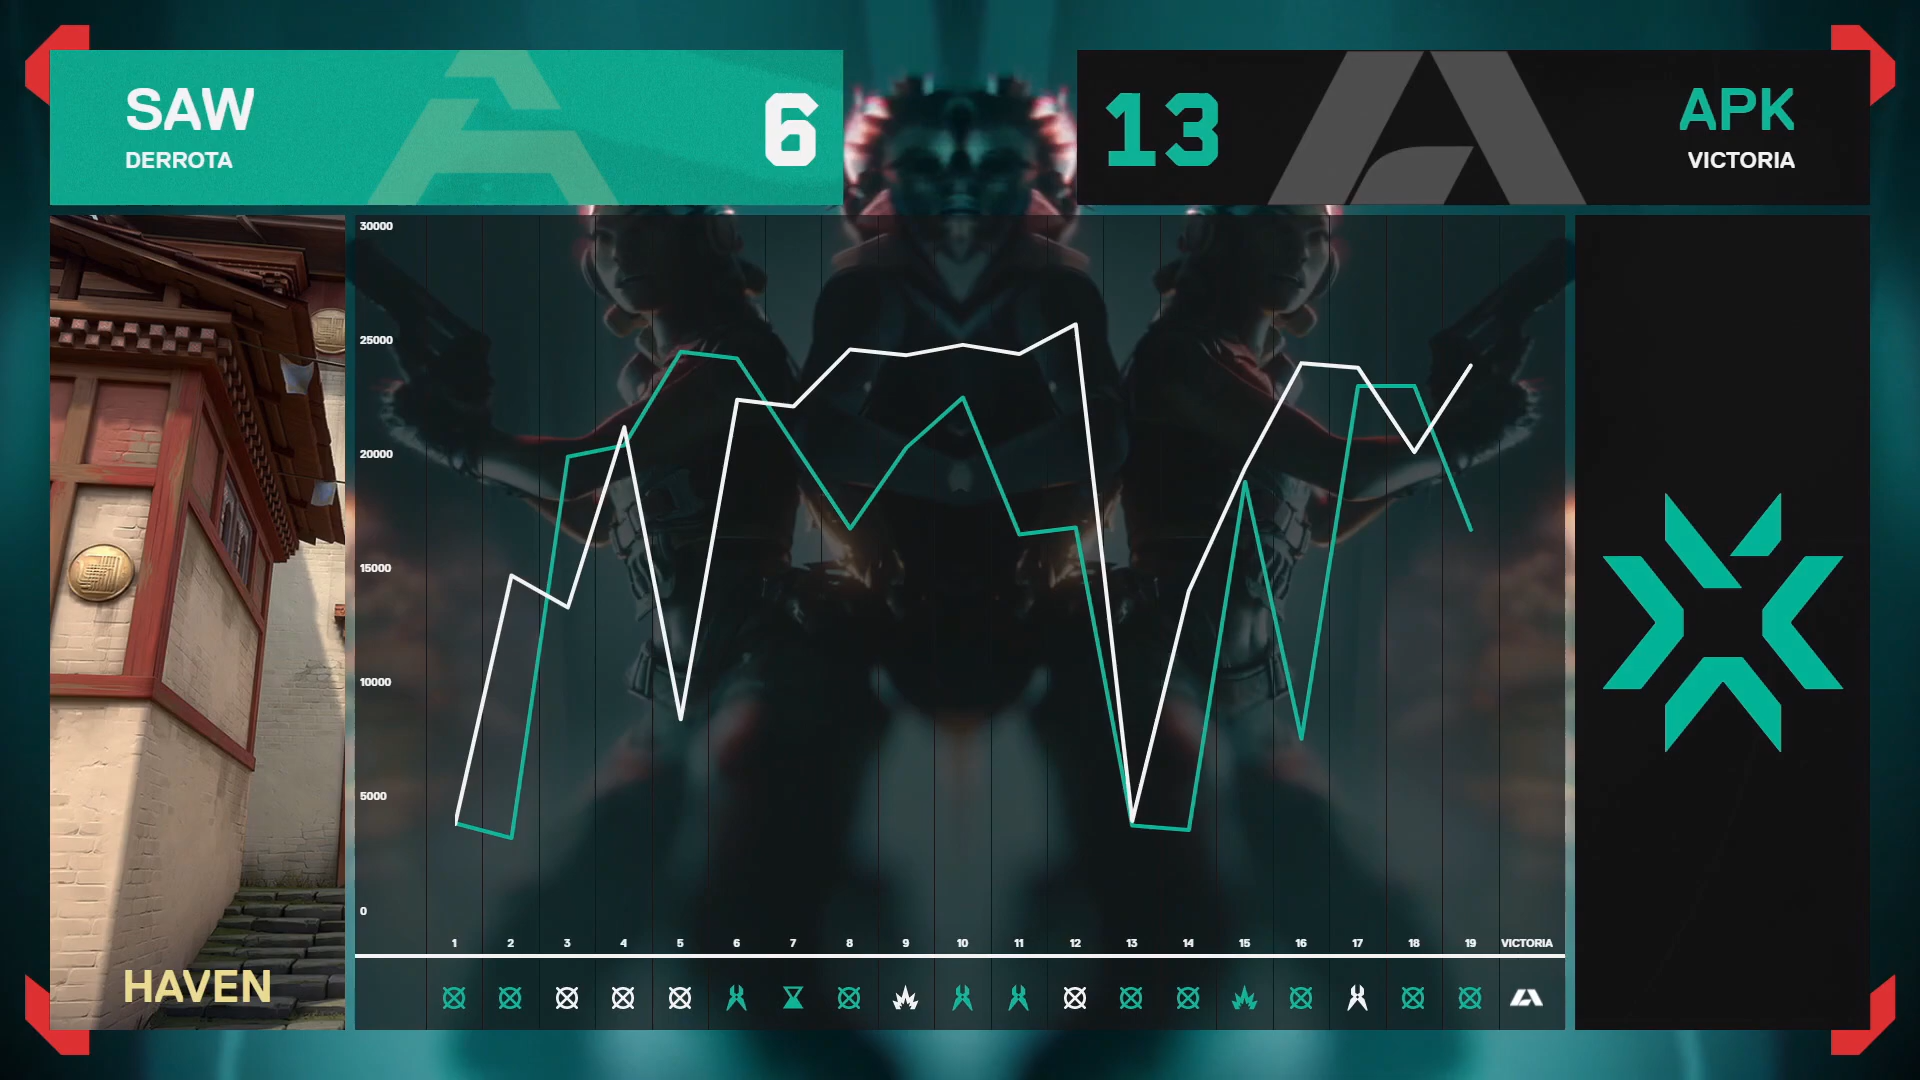 SAW
DERROTA
6
13
APK
VICTORIA
30000
25000
20000
15000
10000
5000
0
1 2 3 4 5 6 7 8 9 10 11 12 13 14 15 16 17 18 19 VICTORIA
HAVEN